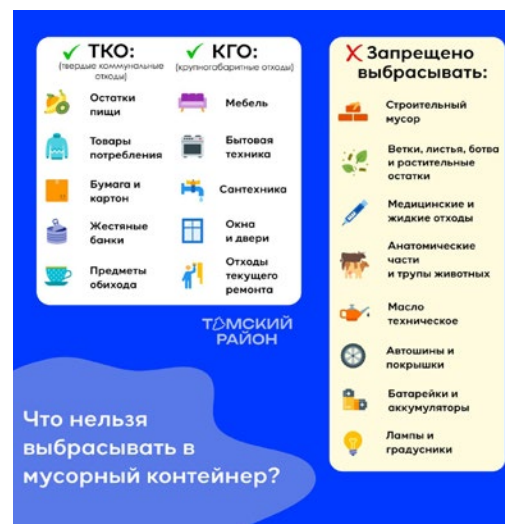 ТКО:
(твердые коммунальные
отходы)
Остатки
пищи
Товары
потребления
Бумага и
картон
Жестяные
банки
Предметы
обихода
КГО:
(крупногабаритные отходы)
Мебель
Бытовая
техника
Сантехника
Окна
и двери
Отходы
текущего
ремонта
Запрещено
выбрасывать:
Строительный
мусор
Ветки, листья, ботва
и растительные
остатки
Медицинские и
жидкие отходы
Анатомические
части
и трупы животных
Масло
техническое
Автошины и
покрышки
Батарейки и
аккумуляторы
Лампы и
градусники
ТОМСКИЙ
РАЙОН
Что нельзя
выбрасывать в
мусорный контейнер?